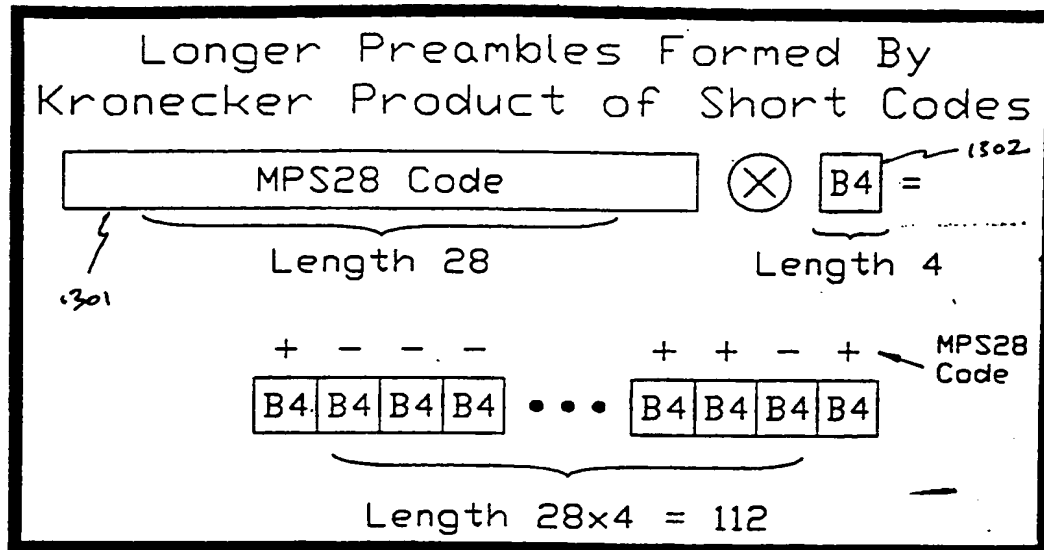 Longer Preambles Formed By
Kronecker Product of Short Codes
MPS28 Code ⊗ B4 =
1302
Length 28 Length 4
1301
+ - - - + + - + MPS28
Code
B4 B4 B4 B4 ••• B4 B4 B4 B4
Length 28x4 = 112